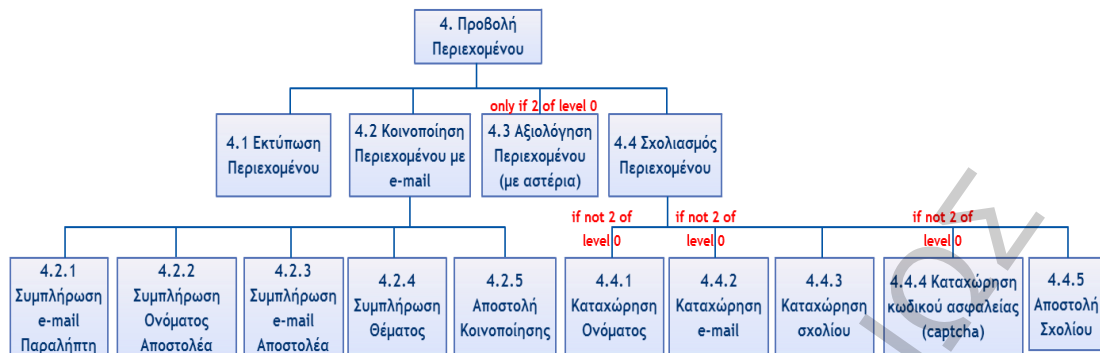 4. Προβολή
Περιεχομένου
only if 2 of level 0
4.1 Εκτύπωση
Περιεχομένου
4.2 Κοινοποίηση
Περιεχομένου με
e-mail
4.3 Αξιολόγηση
Περιεχομένου
(με αστέρια)
4.4 Σχολιασμός
Περιεχομένου
if not 2 of
level 0
if not 2 of
level 0
if not 2 of
level 0
4.2.1
Συμπλήρωση
e-mail
Παραλήπτη
4.2.2
Συμπλήρωση
Ονόματος
Αποστολέα
4.2.3
Συμπλήρωση
e-mail
Αποστολέα
4.2.4
Συμπλήρωση
Θέματος
4.2.5
Αποστολή
Κοινοποίησης
4.4.1
Καταχώρηση
Ονόματος
4.4.2
Καταχώρηση
e-mail
4.4.3
Καταχώρηση
σχολίου
4.4.4 Καταχώρηση
κωδικού ασφαλείας
(captcha)
4.4.5
Αποστολή
Σχολίου